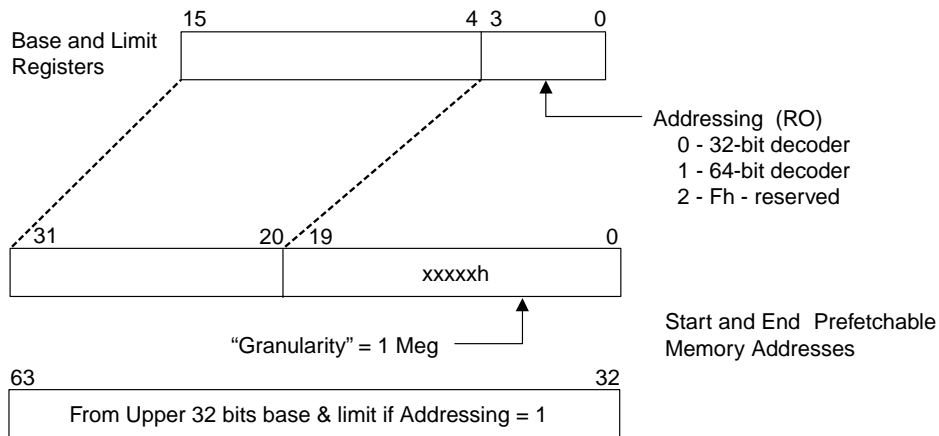 15 4 3 0
Base and Limit
Registers
Addressing (RO)
0 - 32-bit decoder
1 - 64-bit decoder
2 - Fh - reserved
31 20 19 0
xxxxxh
“Granularity” = 1 Meg
Start and End Prefetchable
Memory Addresses
63 32
From Upper 32 bits base & limit if Addressing = 1